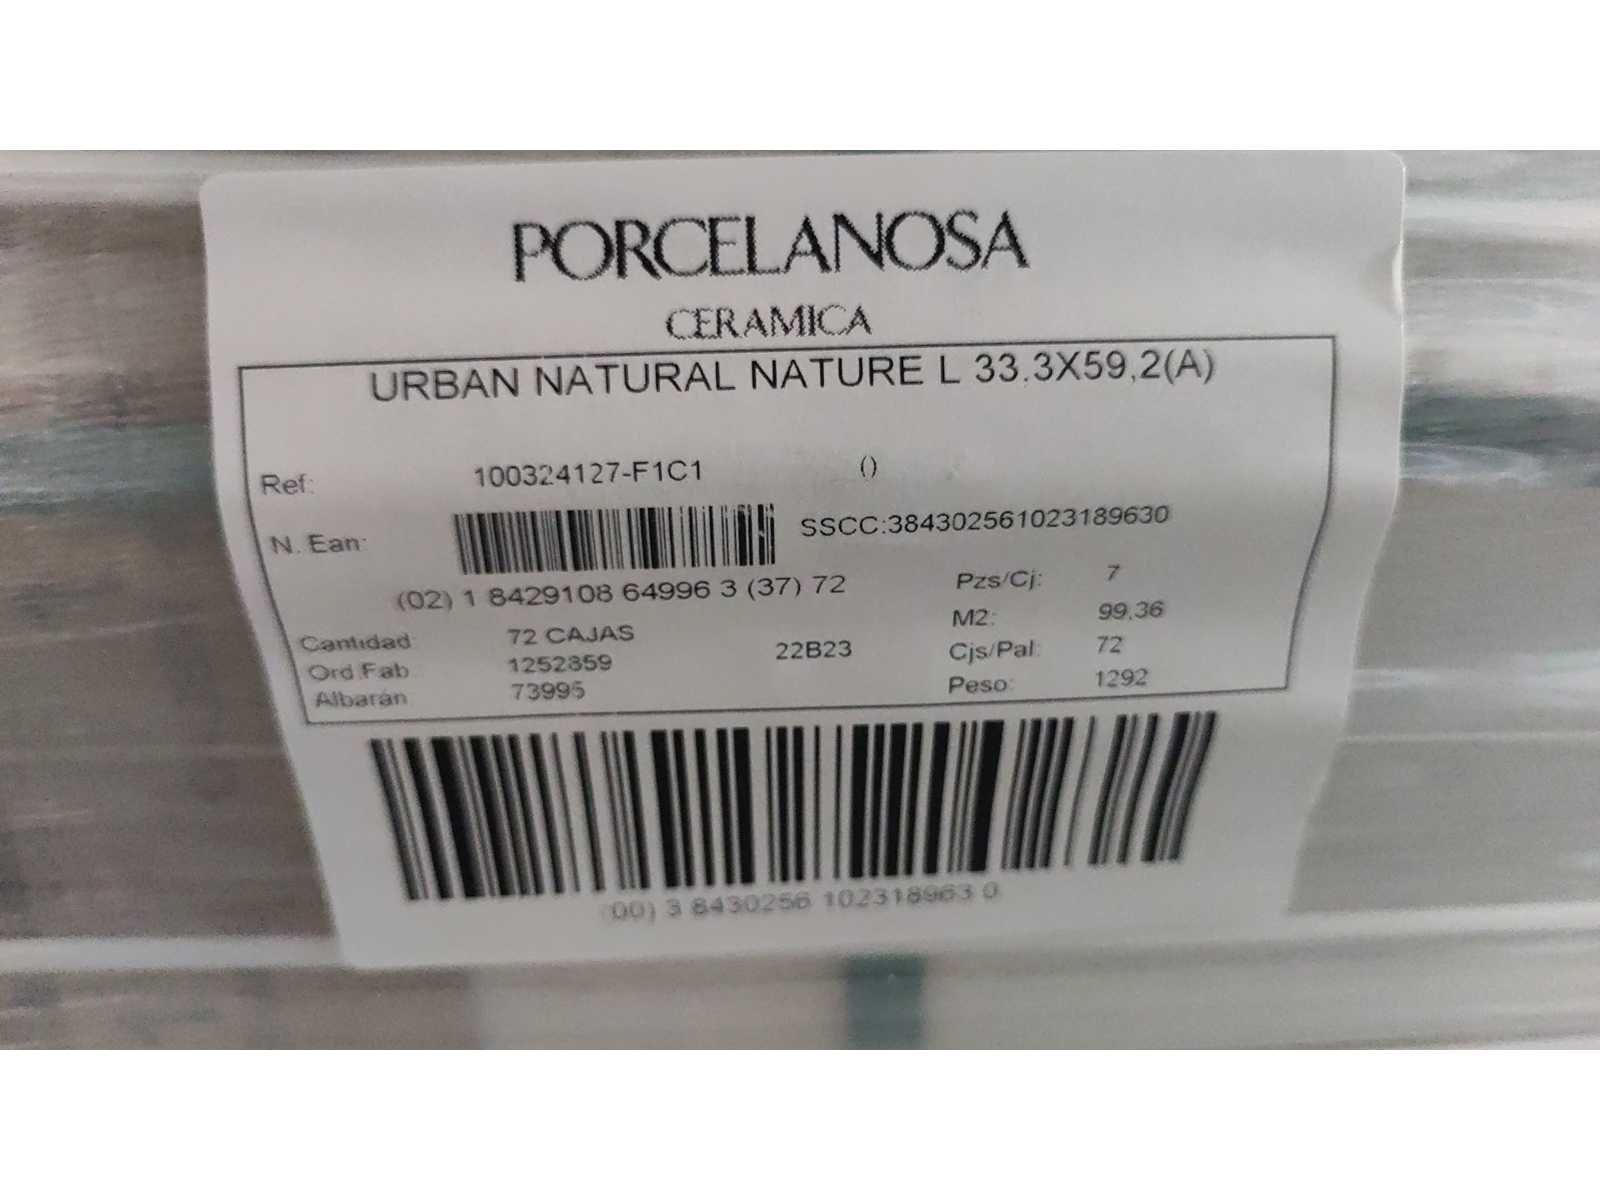 PORCELANOSA
CERAMICA
URBAN NATURAL NATURE L 33,3X59,2(A)
Ref: 100324127-F1C1 ()
N. Ean: SSCC:384302561023189630
(02) 1 8429108 64996 3 (37) 72 Pzs/Cj: 7
M2: 99,36
Cantidad: 72 CAJAS 22B23 Cjs/Pal: 72
Ord.Fab: 1252859 Peso: 1292
Albarán 73995
(00) 3 8430256 102318963 0